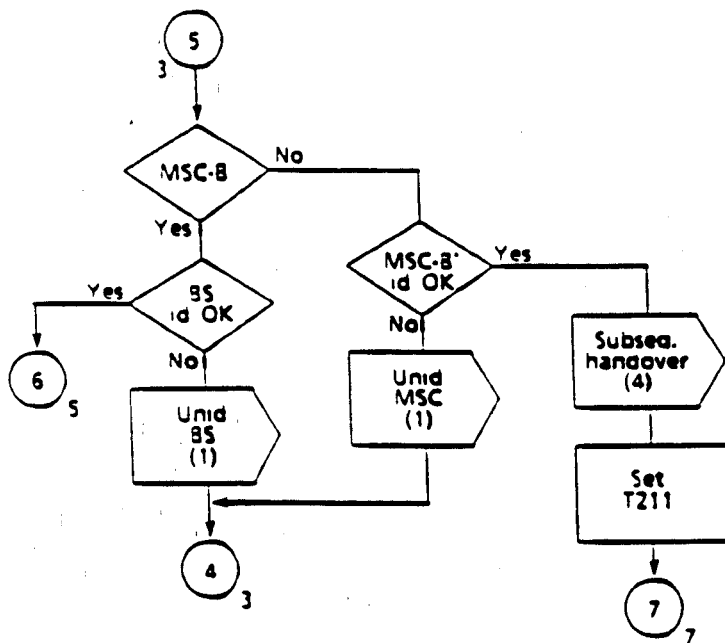 5
3
MSC-B
No
Yes
MSC-B'
id OK
Yes
Yes
BS
id OK
No
No
6
5
Unid
BS
(1)
Unid
MSC
(1)
Subseq.
handover
(4)
Set
T211
4
3
7
7